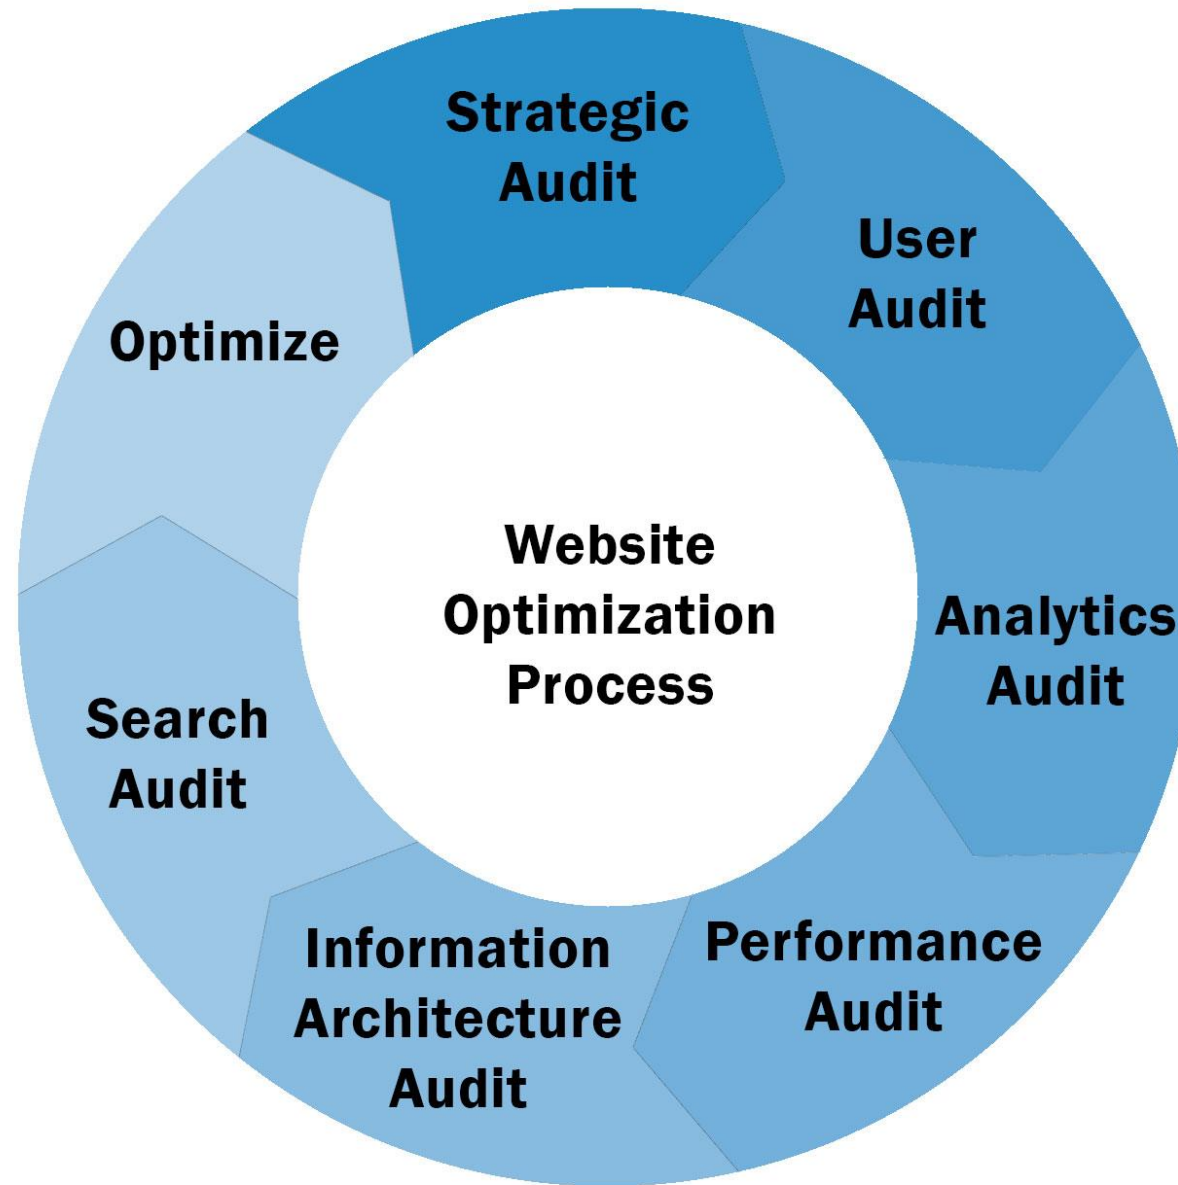 Strategic
Audit
User
Audit
Analytics
Audit
Performance
Audit
Information
Architecture
Audit
Search
Audit
Optimize
Website
Optimization
Process